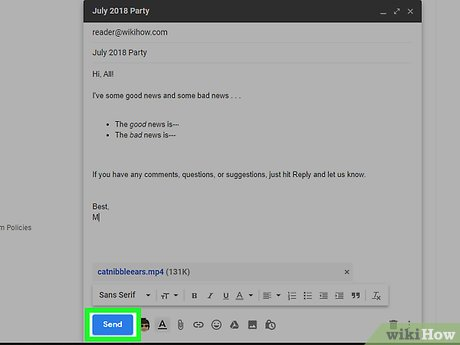 July 2018 Party
reader@wikihow.com
July 2018 Party
Hi, All!
I've some good news and some bad news . . .
• The good news is---
• The bad news is---
If you have any comments, questions, or suggestions, just hit Reply and let us know.
Best,
M
m Policies
catnibbleears.mp4 (131K)
Sans Serif
Send
wikiHow